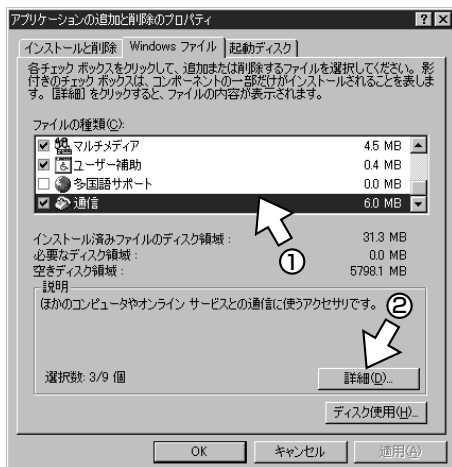 アプリケーションの追加と削除のプロパティ
インストールと削除 Windows ファイル 起動ディスク
各チェック ボックスをクリックして、追加または削除するファイルを選択してください。影
付きのチェック ボックスは、コンポーネントの一部だけがインストールされることを表しま
す。[詳細] をクリックすると、ファイルの内容が表示されます。
ファイルの種類(C):
マルチメディア 4.5 MB
ユーザー補助 0.4 MB
多国語サポート 0.0 MB
通信 6.0 MB
インストール済みファイルのディスク領域 : 31.3 MB
必要なディスク領域 : 0.0 MB
空きディスク領域 : 5798.1 MB
①
説明
ほかのコンピュータやオンライン サービスとの通信に使うアクセサリです。
②
選択数: 3/9 個
詳細(D)...
ディスク使用(H)...
OK キャンセル 適用(A)